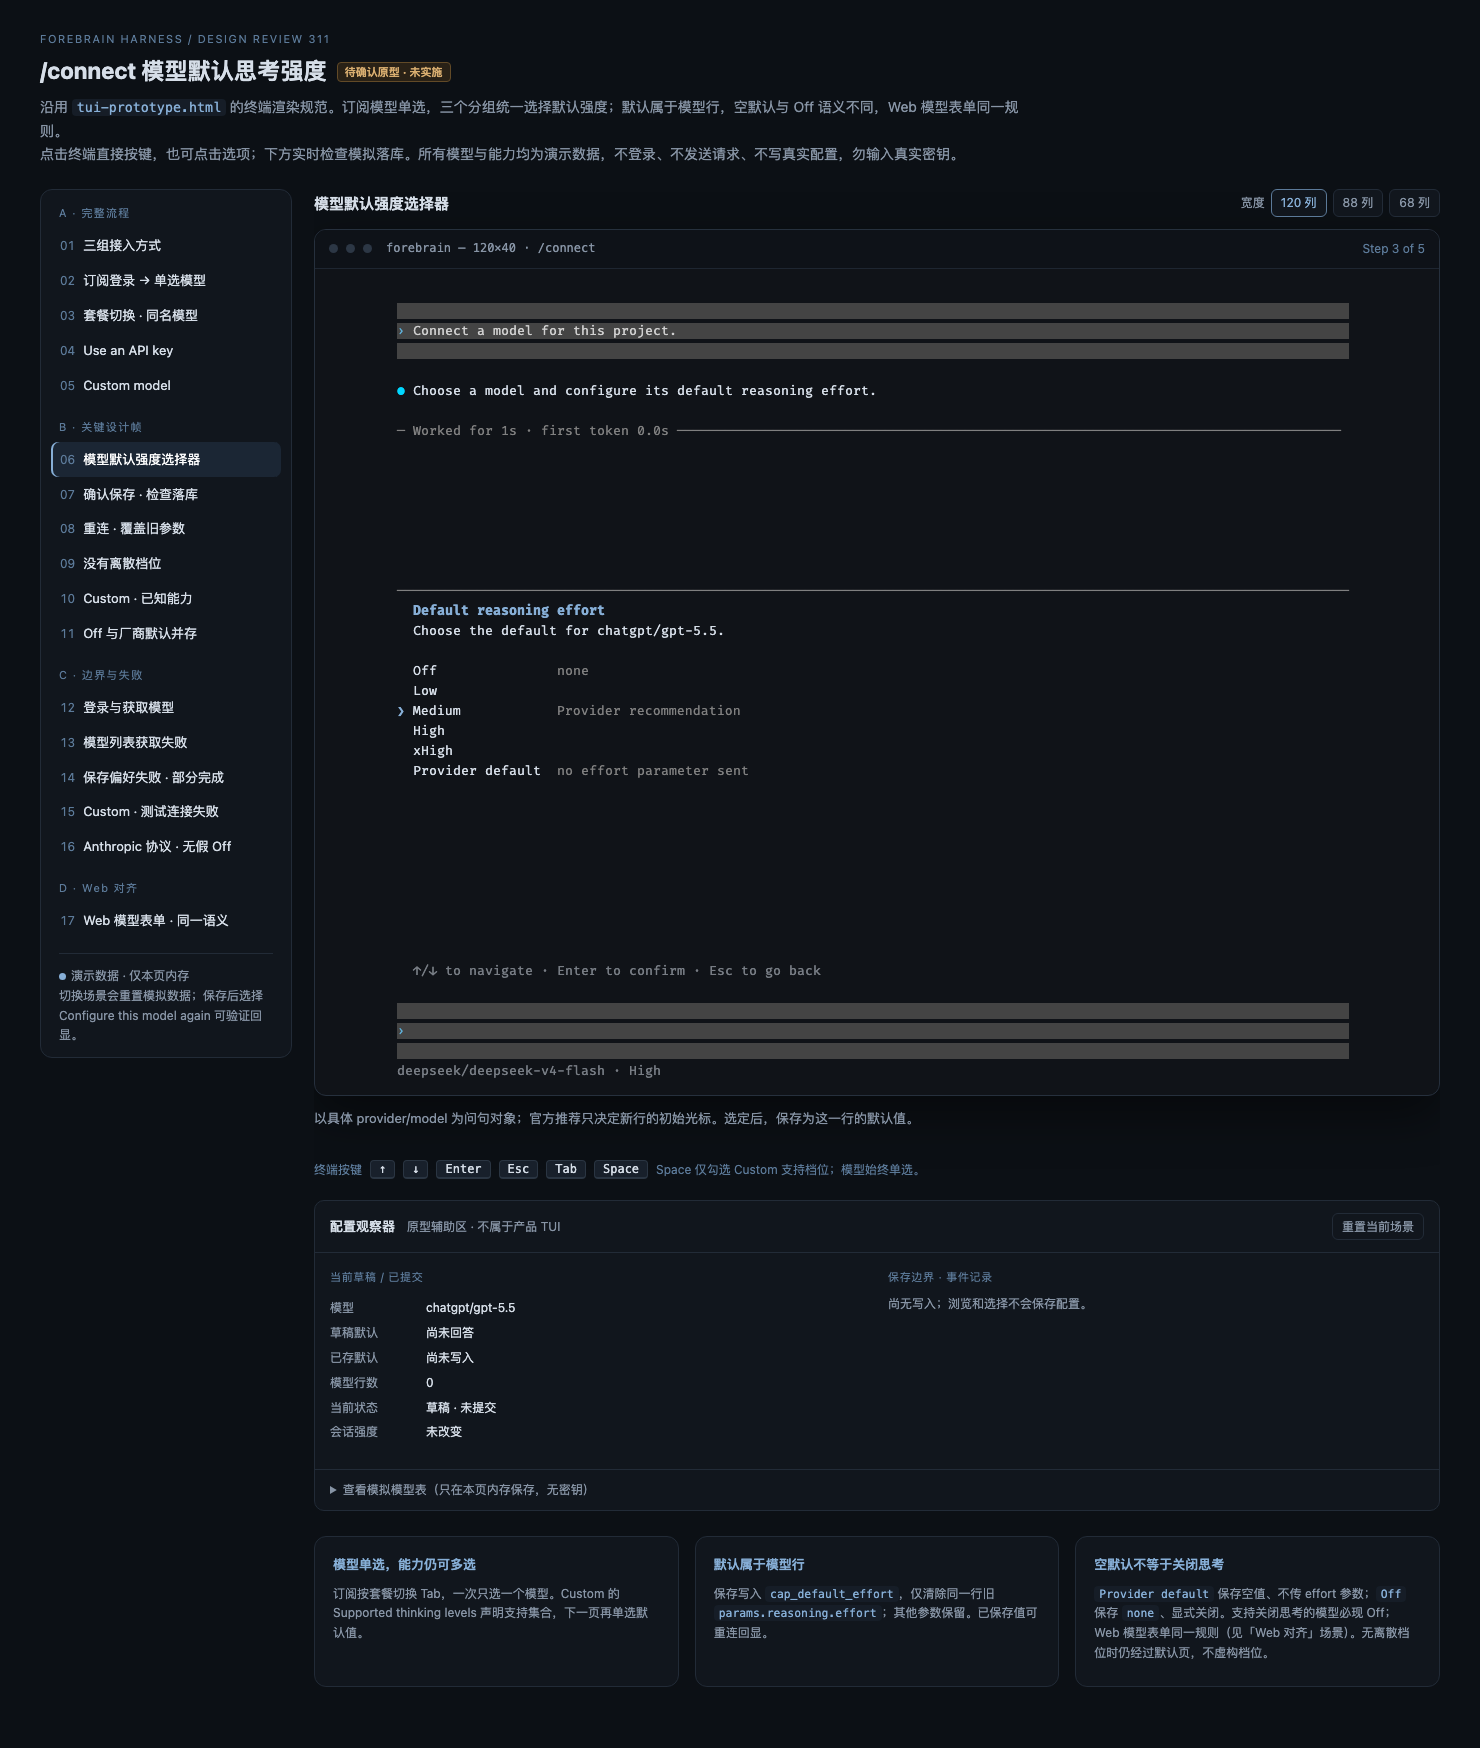 FOREBRAIN HARNESS / DESIGN REVIEW 311
/connect 模型默认思考强度 待确认原型 · 未实施
沿用 tui-prototype.html 的终端渲染规范。订阅模型单选，三个分组统一选择默认强度；默认属于模型行，空默认与 Off 语义不同，Web 模型表单同一规
则。
点击终端直接按键，也可点击选项；下方实时检查模拟落库。所有模型与能力均为演示数据，不登录、不发送请求、不写真实配置，勿输入真实密钥。
A · 完整流程
01 三组接入方式
02 订阅登录 → 单选模型
03 套餐切换 · 同名模型
04 Use an API key
05 Custom model
B · 关键设计帧
06 模型默认强度选择器
07 确认保存 · 检查落库
08 重连 · 覆盖旧参数
09 没有离散档位
10 Custom · 已知能力
11 Off 与厂商默认并存
C · 边界与失败
12 登录与获取模型
13 模型列表获取失败
14 保存偏好失败 · 部分完成
15 Custom · 测试连接失败
16 Anthropic 协议 · 无假 Off
D · Web 对齐
17 Web 模型表单 · 同一语义
● 演示数据 · 仅本页内存
切换场景会重置模拟数据；保存后选择
Configure this model again 可验证回
显。
模型默认强度选择器
宽度 120 列 88 列 68 列
forebrain — 120×40 · /connect
Step 3 of 5
› Connect a model for this project.
● Choose a model and configure its default reasoning effort.
─ Worked for 1s · first token 0.0s ─
Default reasoning effort
Choose the default for chatgpt/gpt-5.5.
Off none
Low
❯ Medium Provider recommendation
High
xHigh
Provider default no effort parameter sent
↑/↓ to navigate · Enter to confirm · Esc to go back
›
deepseek/deepseek-v4-flash · High
以具体 provider/model 为问句对象；官方推荐只决定新行的初始光标。选定后，保存为这一行的默认值。
终端按键 ↑ ↓ Enter Esc Tab Space Space 仅勾选 Custom 支持档位；模型始终单选。
配置观察器 原型辅助区 · 不属于产品 TUI
重置当前场景
当前草稿 / 已提交
模型 chatgpt/gpt-5.5
草稿默认 尚未回答
已存默认 尚未写入
模型行数 0
当前状态 草稿 · 未提交
会话强度 未改变
保存边界 · 事件记录
尚无写入；浏览和选择不会保存配置。
▶ 查看模拟模型表（只在本页内存保存，无密钥）
模型单选，能力仍可多选
订阅按套餐切换 Tab，一次只选一个模型。Custom 的
Supported thinking levels 声明支持集合，下一页再单选默
认值。
默认属于模型行
保存写入 cap_default_effort，仅清除同一行旧
params.reasoning.effort；其他参数保留。已保存值可
重连回显。
空默认不等于关闭思考
Provider default 保存空值、不传 effort 参数；Off
保存 none、显式关闭。支持关闭思考的模型必现 Off；
Web 模型表单同一规则（见「Web 对齐」场景）。无离散档
位时仍经过默认页，不虚构档位。